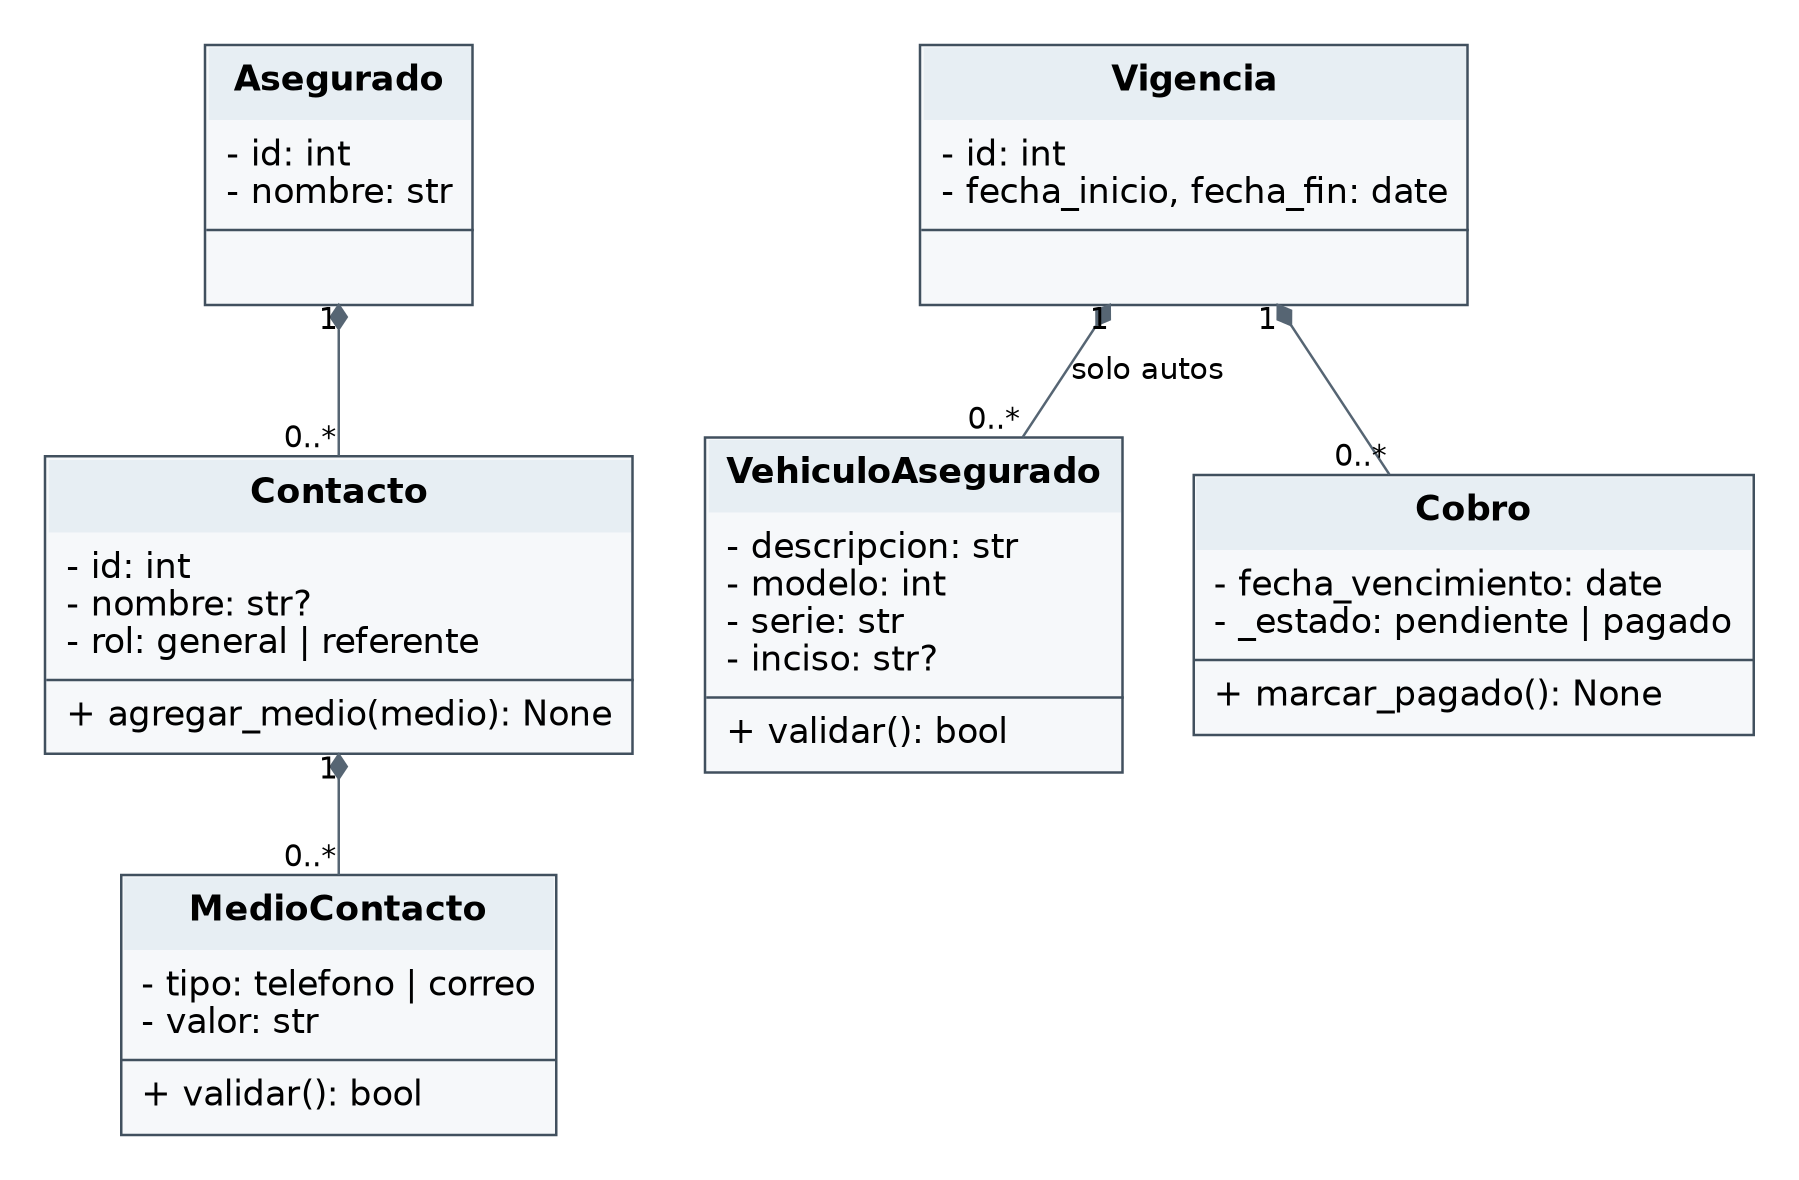 Asegurado
- id: int
- nombre: str
1
0..*
Contacto
- id: int
- nombre: str?
- rol: general | referente
+ agregar_medio(medio): None
1
0..*
MedioContacto
- tipo: telefono | correo
- valor: str
+ validar(): bool
Vigencia
- id: int
- fecha_inicio, fecha_fin: date
1
1
solo autos
0..*
0..*
VehiculoAsegurado
- descripcion: str
- modelo: int
- serie: str
- inciso: str?
+ validar(): bool
Cobro
- fecha_vencimiento: date
- _estado: pendiente | pagado
+ marcar_pagado(): None